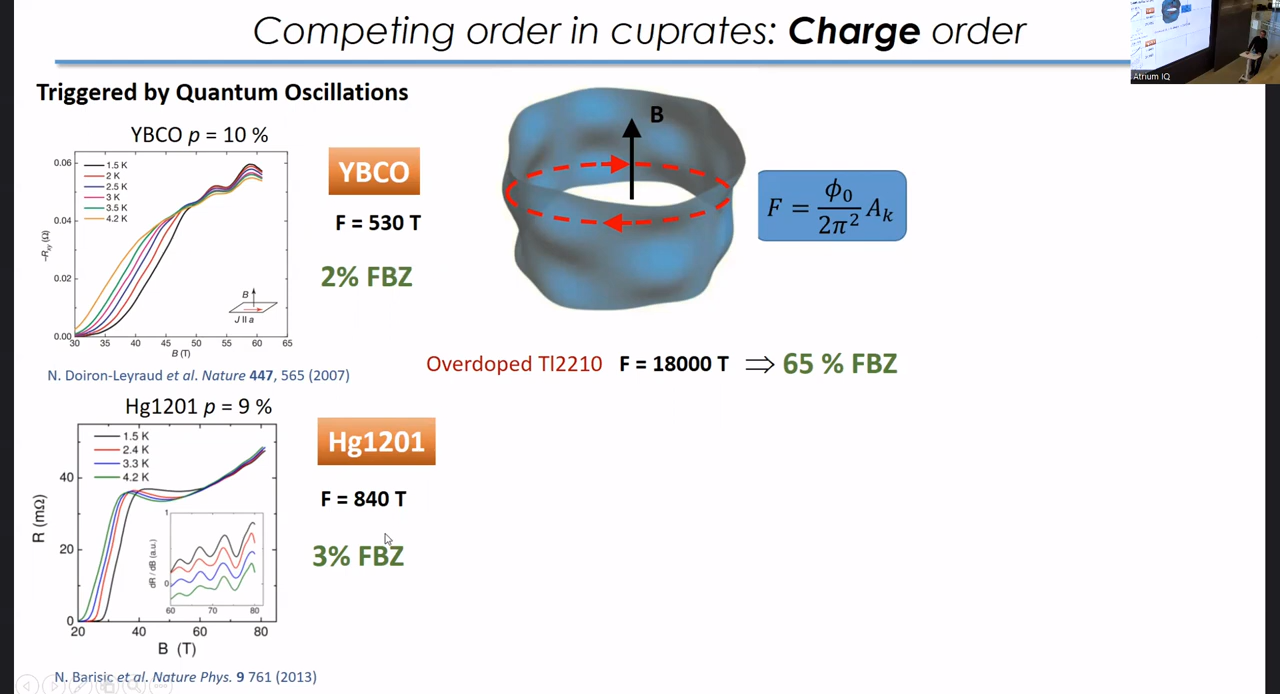 Competing order in cuprates: Charge order
Atrium IQ
Triggered by Quantum Oscillations
YBCO p = 10 %
0.06
0.04
0.02
0.00
–Rxy (Ω)
1.5 K
2 K
2.5 K
3 K
3.5 K
4.2 K
B
J II a
30 35 40 45 50 55 60 65
B (T)
N. Doiron-Leyraud et al. Nature 447, 565 (2007)
YBCO
F = 530 T
2% FBZ
B
F = ϕ0/2π² Ak
Overdoped Tl2210 F = 18000 T ⟹ 65 % FBZ
Hg1201 p = 9 %
1.5 K
2.4 K
3.3 K
4.2 K
R (mΩ)
40
20
0
dR / dB (a.u.)
1
0
60 70 80
20 40 60 80
B (T)
N. Barisic et al. Nature Phys. 9 761 (2013)
Hg1201
F = 840 T
3% FBZ